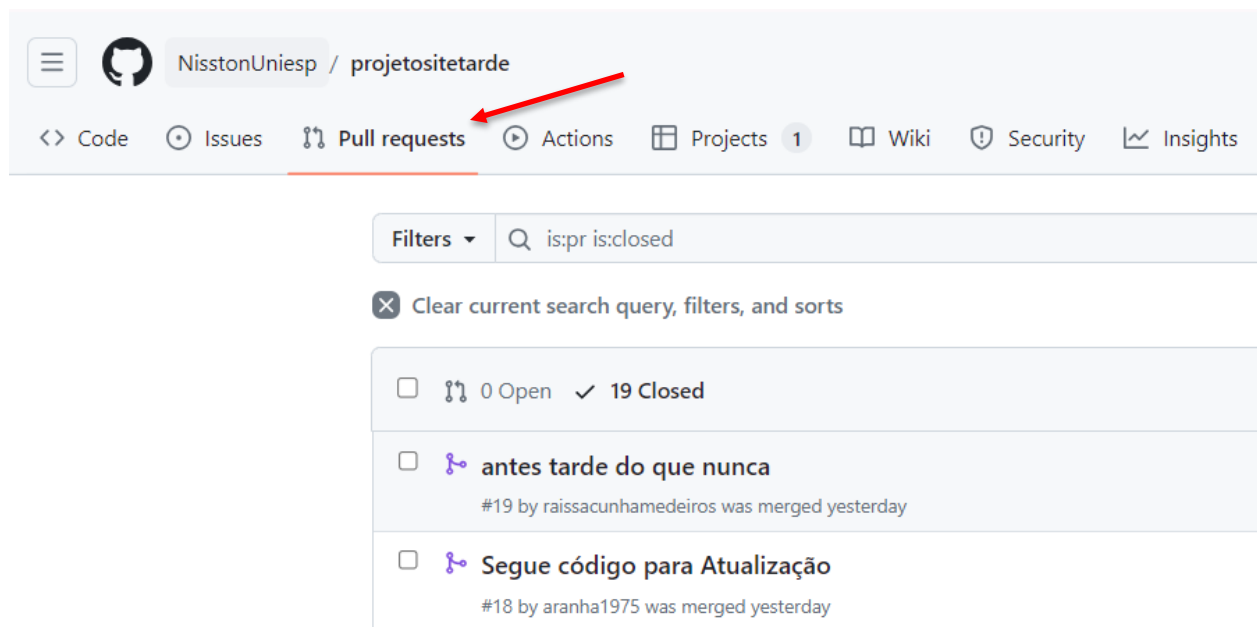 NisstonUniesp / projetositetarde
<> Code Issues Pull requests Actions Projects 1 Wiki Security Insights
Filters is:pr is:closed
Clear current search query, filters, and sorts
0 Open 19 Closed
antes tarde do que nunca
#19 by raissacunhamedeiros was merged yesterday
Segue código para Atualização
#18 by aranha1975 was merged yesterday